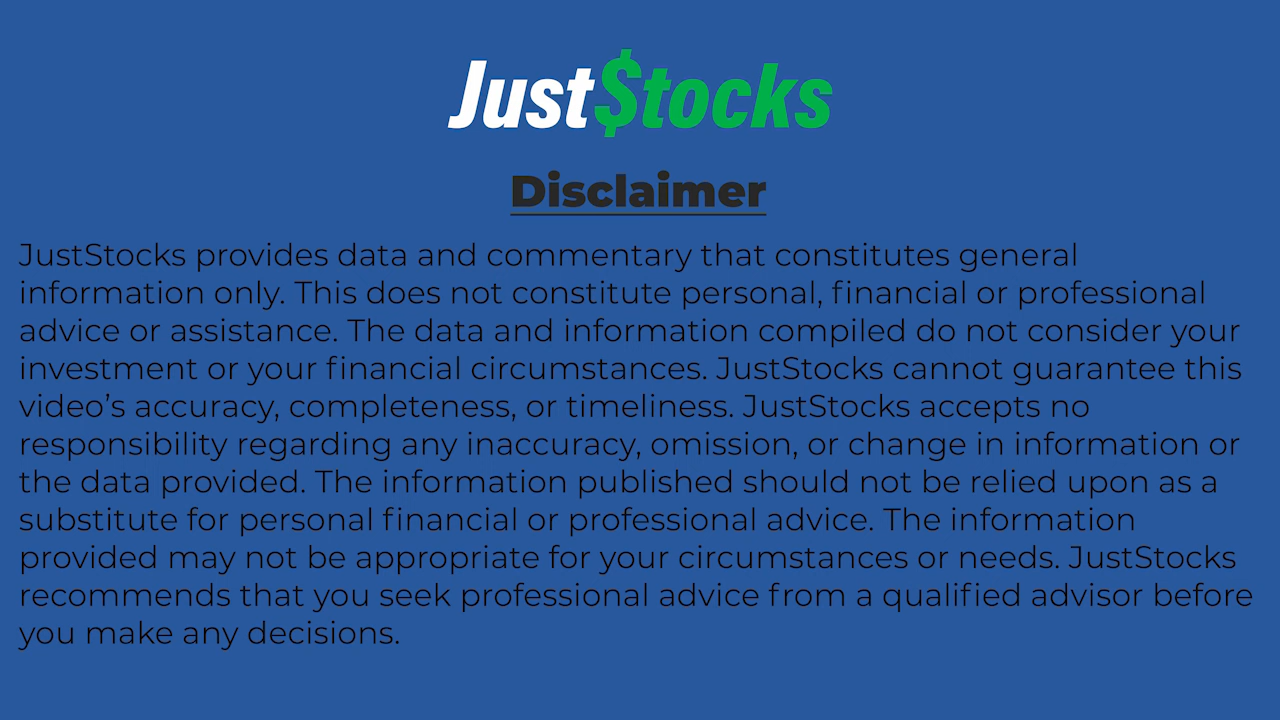 Just$tocks
Disclaimer
JustStocks provides data and commentary that constitutes general
information only. This does not constitute personal, financial or professional
advice or assistance. The data and information compiled do not consider your
investment or your financial circumstances. JustStocks cannot guarantee this
video’s accuracy, completeness, or timeliness. JustStocks accepts no
responsibility regarding any inaccuracy, omission, or change in information or
the data provided. The information published should not be relied upon as a
substitute for personal financial or professional advice. The information
provided may not be appropriate for your circumstances or needs. JustStocks
recommends that you seek professional advice from a qualified advisor before
you make any decisions.